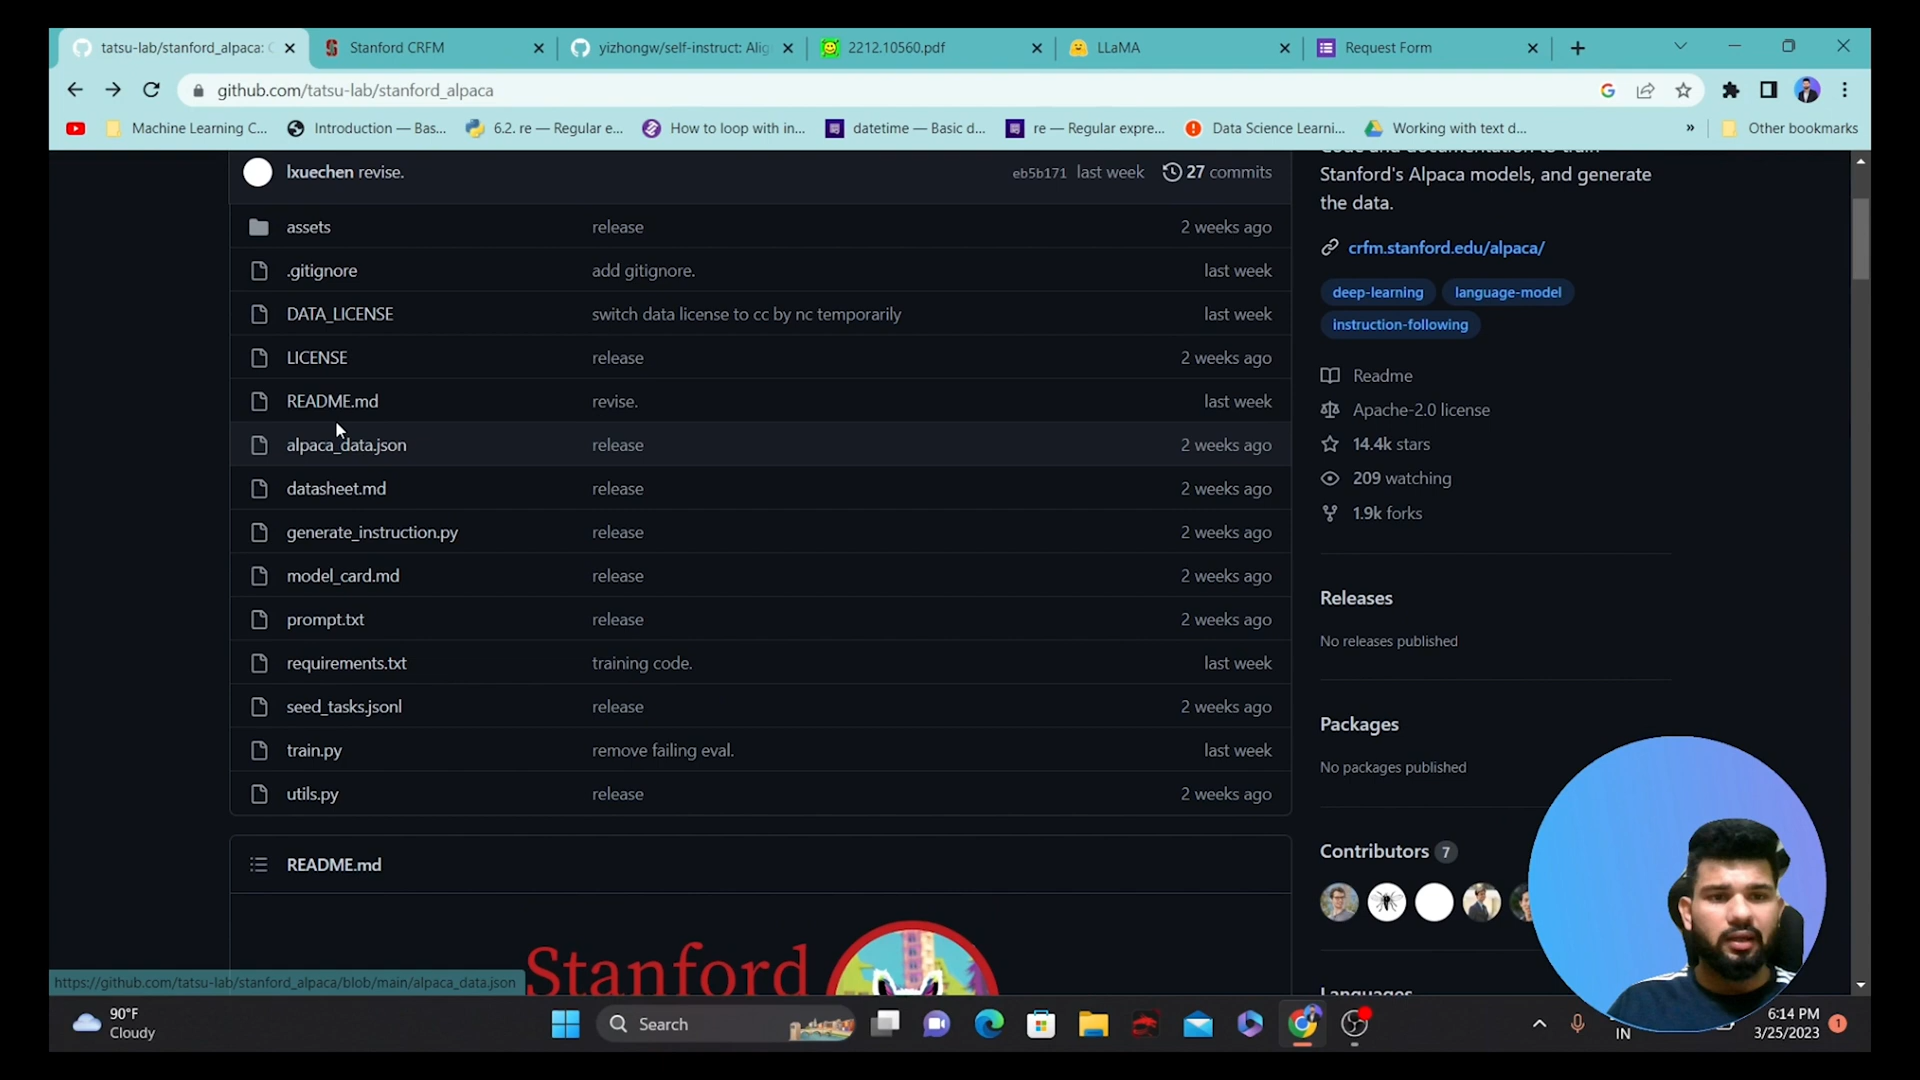 tatsu-lab/stanford_alpaca: C
Stanford CRFM
yizhongw/self-instruct: Alig
2212.10560.pdf
LLaMA
Request Form
github.com/tatsu-lab/stanford_alpaca
Machine Learning C...
Introduction — Bas...
6.2. re — Regular e...
How to loop with in...
datetime — Basic d...
re — Regular expre...
Data Science Learni...
Working with text d...
»
Other bookmarks
lxuechen revise.
eb5b171 last week
27 commits
assets release 2 weeks ago
.gitignore add gitignore. last week
DATA_LICENSE switch data license to cc by nc temporarily last week
LICENSE release 2 weeks ago
README.md revise. last week
alpaca_data.json release 2 weeks ago
datasheet.md release 2 weeks ago
generate_instruction.py release 2 weeks ago
model_card.md release 2 weeks ago
prompt.txt release 2 weeks ago
requirements.txt training code. last week
seed_tasks.jsonl release 2 weeks ago
train.py remove failing eval. last week
utils.py release 2 weeks ago
README.md
Stanford
Code and documentation to train
Stanford's Alpaca models, and generate
the data.
crfm.stanford.edu/alpaca/
deep-learning
language-model
instruction-following
Readme
Apache-2.0 license
14.4k stars
209 watching
1.9k forks
Releases
No releases published
Packages
No packages published
Contributors 7
Languages
https://github.com/tatsu-lab/stanford_alpaca/blob/main/alpaca_data.json
90°F
Cloudy
Search
IN
6:14 PM
3/25/2023
1